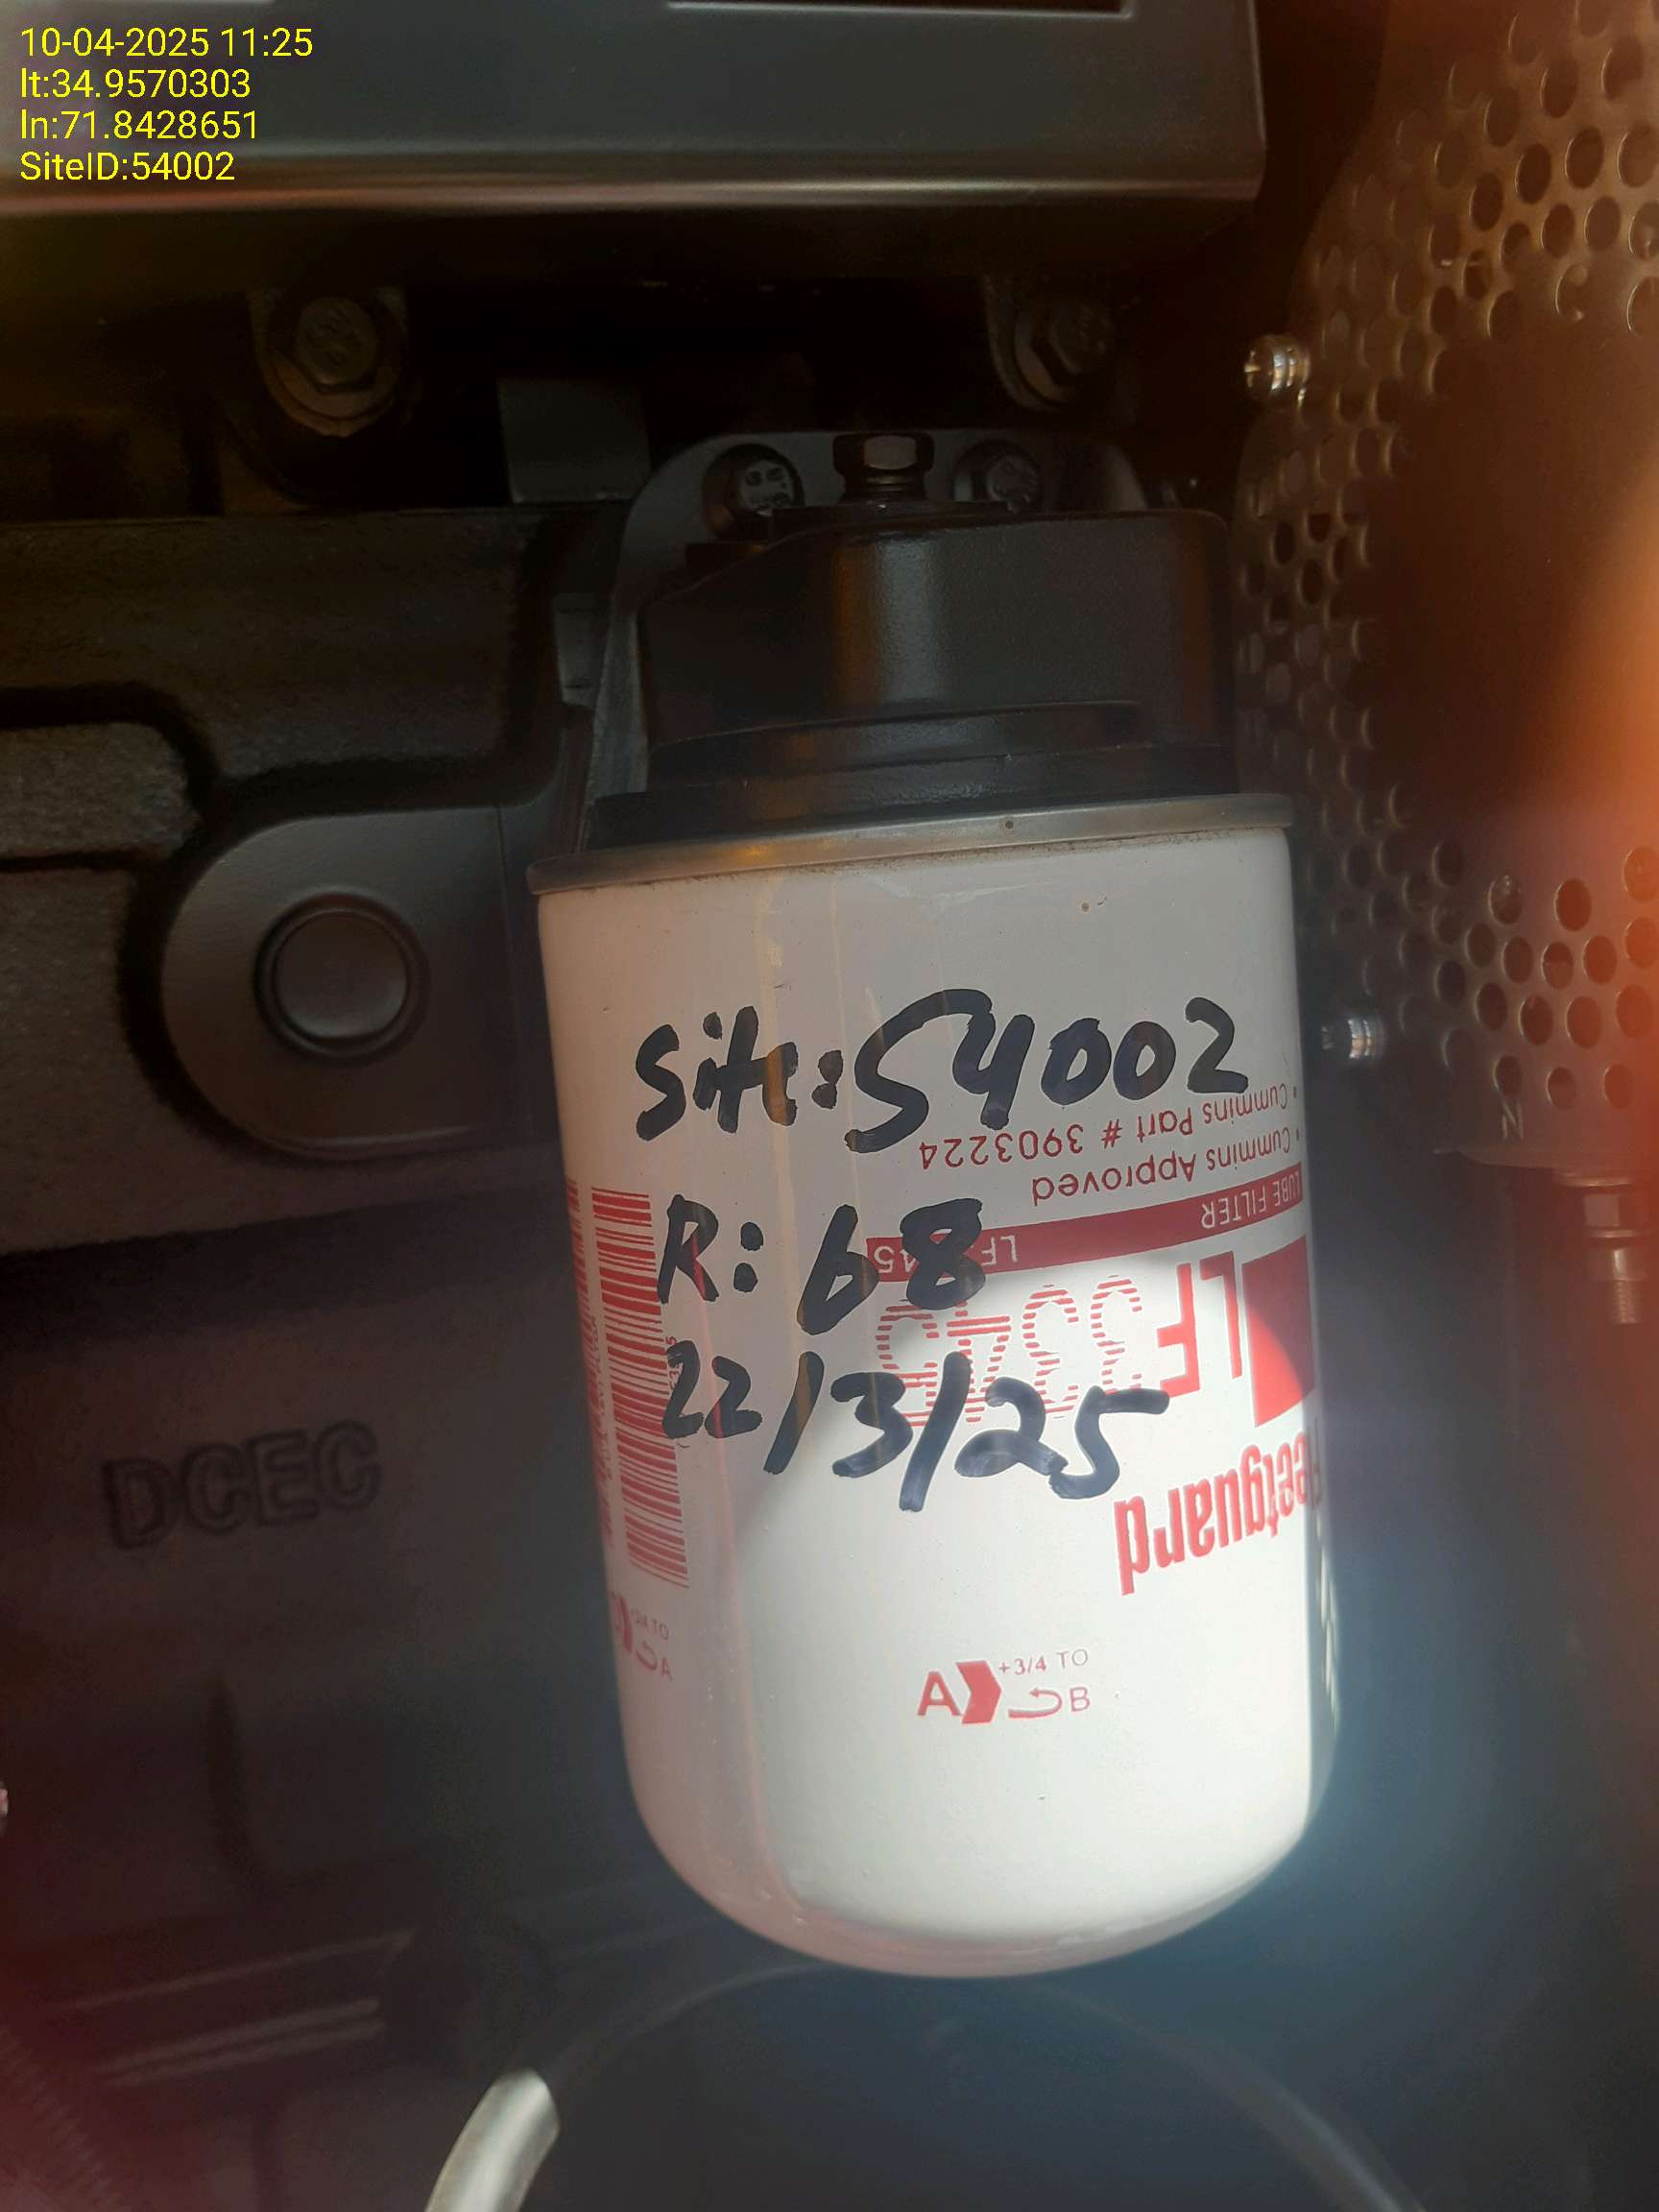 10-04-2025 11:25
lt:34.9570303
ln:71.8428651
SiteID:54002
Site:54002
R: 68
22/3/25
• Cummins Part # 3903224
• Cummins Approved
LUBE FILTER
LF3345
DCEC
A +3/4 TO
B